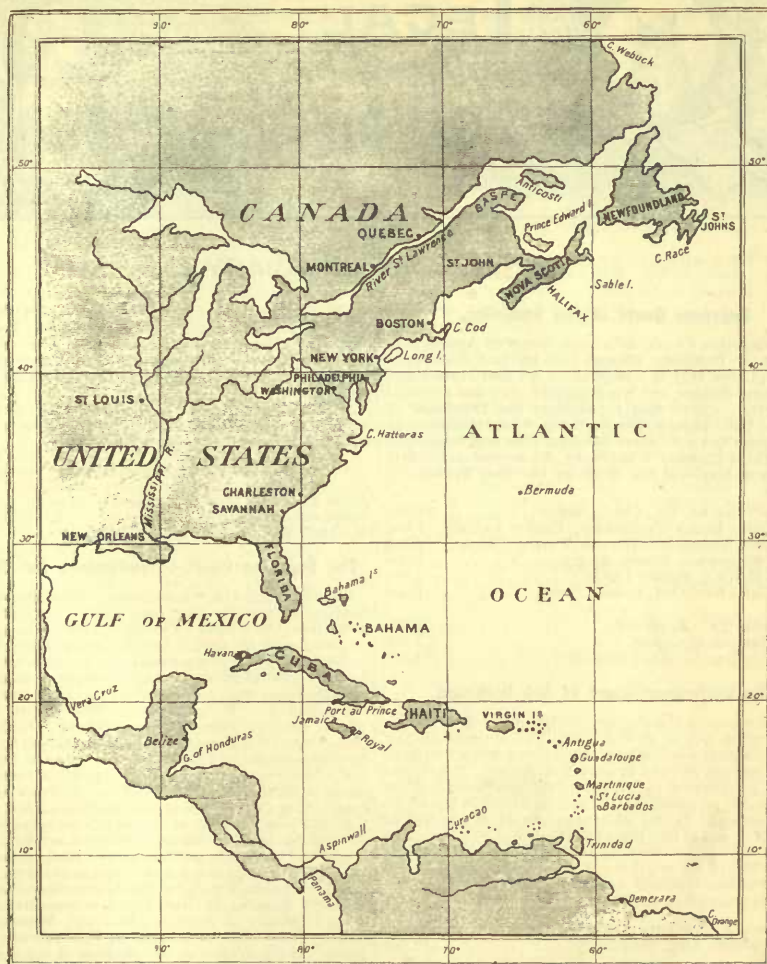 90°
80°
70°
60°
C. Webuck
50°
50°
Anticosti
GASPE
CANADA
Prince Edward I
NEWFOUNDLAND
ST JOHNS
QUEBEC
C. Race
MONTREAL
River St Lawrence
ST JOHN
NOVA SCOTIA
HALIFAX
Sable I.
BOSTON
C. Cod
NEW YORK
Long I.
40°
40°
PHILADELPHIA
WASHINGTON
ST LOUIS
C. Hatteras
ATLANTIC
UNITED STATES
Mississippi R.
CHARLESTON
Bermuda
SAVANNAH
NEW ORLEANS
30°
30°
FLORIDA
Bahama Is
OCEAN
GULF OF MEXICO
BAHAMA
Havana
CUBA
Vera Cruz
20°
20°
Port au Prince
HAITI
VIRGIN Is
Jamaica
P. Royal
Belize
G. of Honduras
Antigua
Guadaloupe
Martinique
St Lucia
Barbados
Curacao
Aspinwall
Trinidad
10°
10°
Panama
Demerara
C. Orange
90°
80°
70°
60°